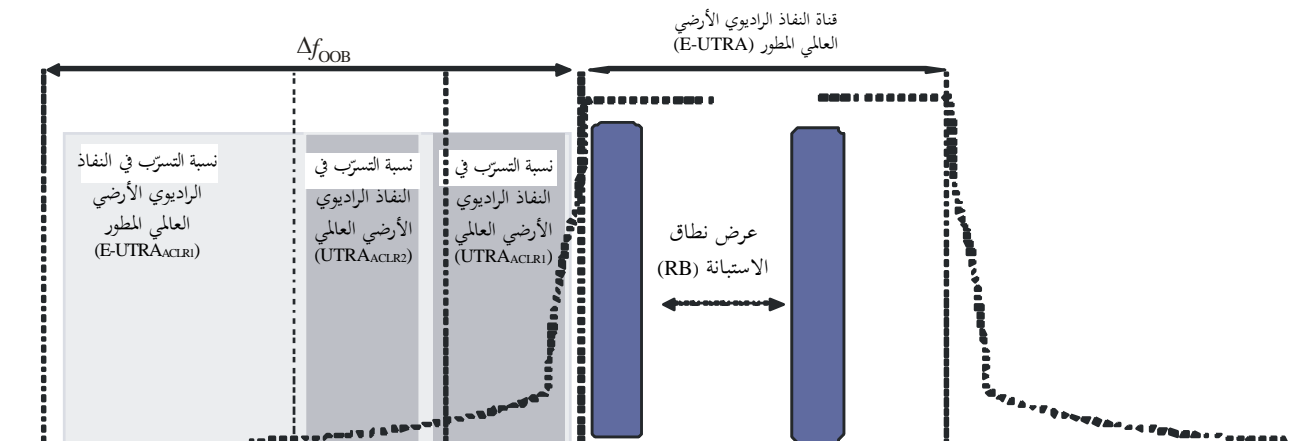 قناة النفاذ الراديوي الأرضي
العالمي المطور (E-UTRA)
Δf_OOB
نسبة التسرّب في النفاذ
الراديوي الأرضي
العالمي المطور
(E-UTRA_ACLR1)
نسبة التسرّب في
النفاذ الراديوي
الأرضي العالمي
(UTRA_ACLR2)
نسبة التسرّب في
النفاذ الراديوي
الأرضي العالمي
(UTRA_ACLR1)
عرض نطاق
الاستبانة (RB)